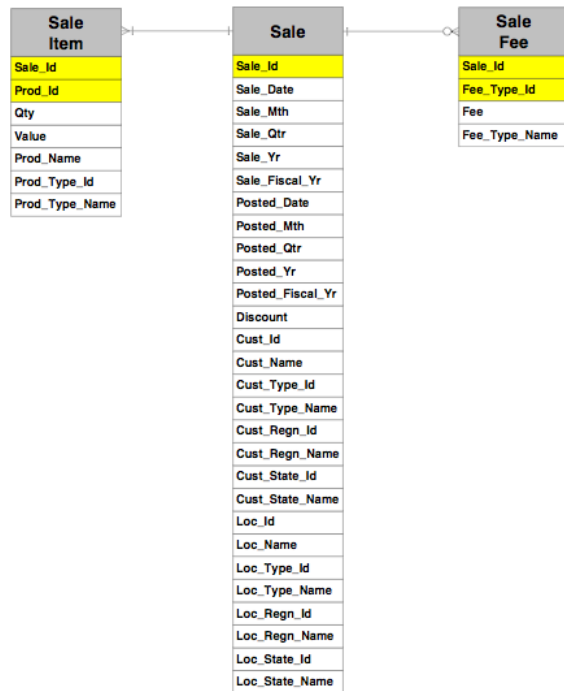 Sale
Item
Sale_Id
Prod_Id
Qty
Value
Prod_Name
Prod_Type_Id
Prod_Type_Name
Sale
Sale_Id
Sale_Date
Sale_Mth
Sale_Qtr
Sale_Yr
Sale_Fiscal_Yr
Posted_Date
Posted_Mth
Posted_Qtr
Posted_Yr
Posted_Fiscal_Yr
Discount
Cust_Id
Cust_Name
Cust_Type_Id
Cust_Type_Name
Cust_Regn_Id
Cust_Regn_Name
Cust_State_Id
Cust_State_Name
Loc_Id
Loc_Name
Loc_Type_Id
Loc_Type_Name
Loc_Regn_Id
Loc_Regn_Name
Loc_State_Id
Loc_State_Name
Sale
Fee
Sale_Id
Fee_Type_Id
Fee
Fee_Type_Name